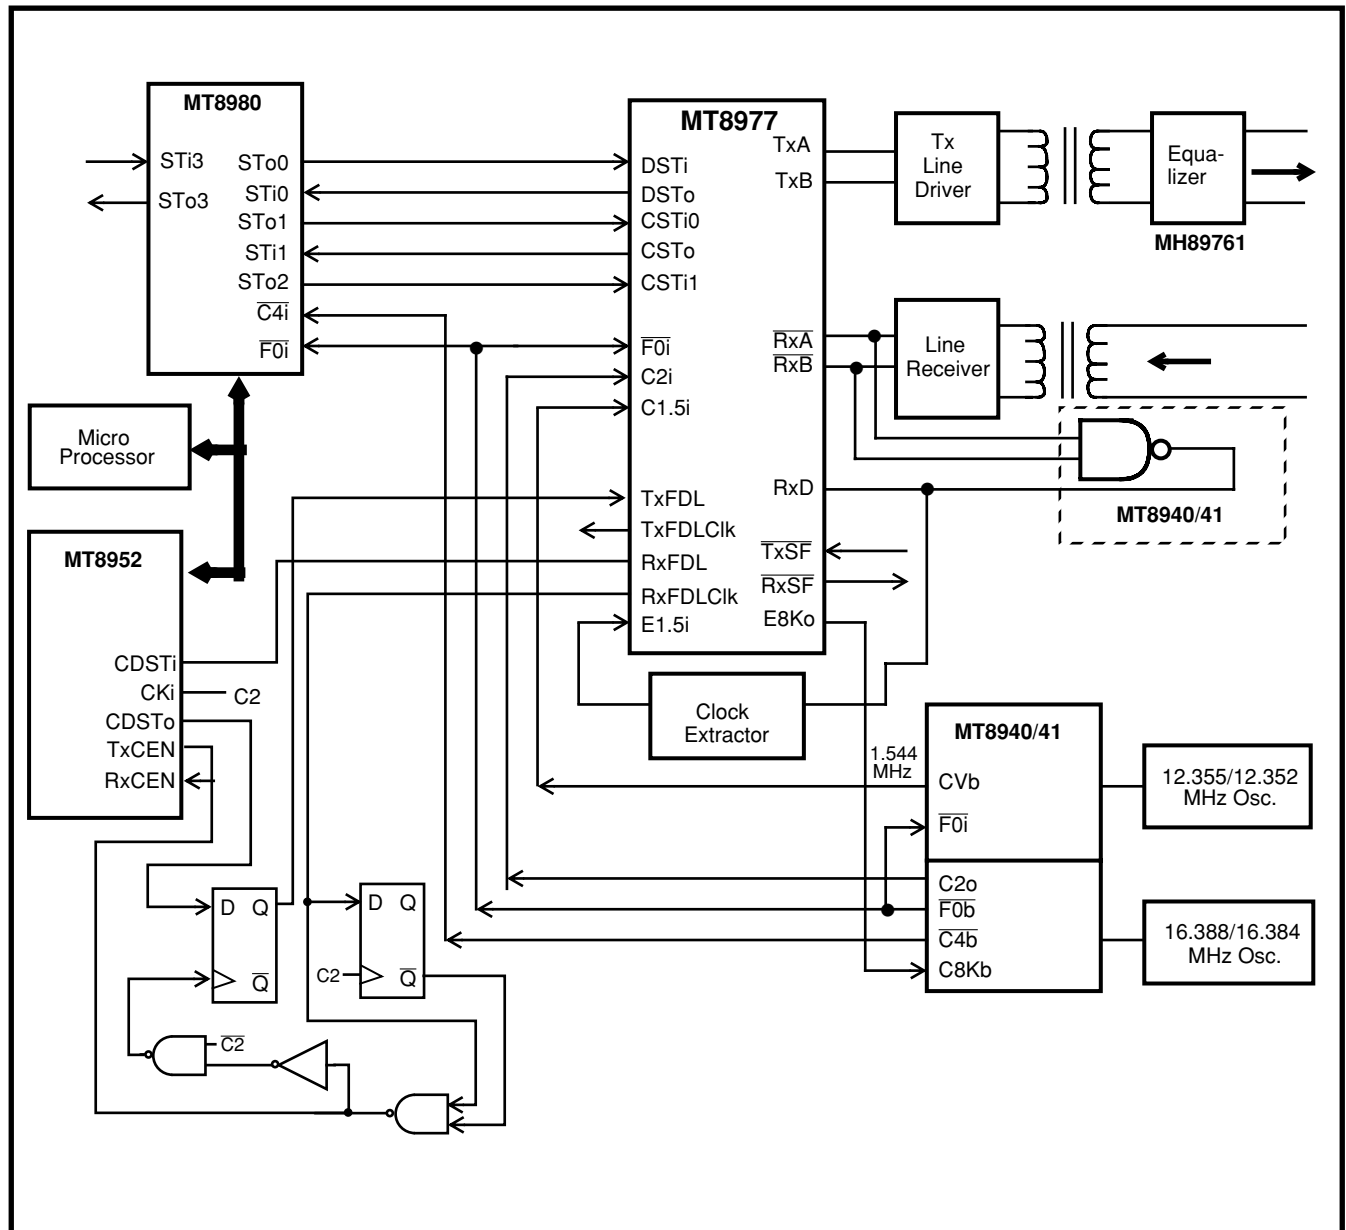 MT8980
STi3
STo3
STo0
STi0
STo1
STi1
STo2
C4i
F0i
MT8977
DSTi
DSTo
CSTi0
CSTo
CSTi1
F0i
C2i
C1.5i
TxFDL
TxFDLClk
RxFDL
RxFDLClk
E1.5i
TxA
TxB
RxA
RxB
RxD
TxSF
RxSF
E8Ko
Tx
Line
Driver
Equa-
lizer
MH89761
Line
Receiver
MT8940/41
Micro
Processor
MT8952
CDSTi
CKi
C2
CDSTo
TxCEN
RxCEN
Clock
Extractor
1.544
MHz
MT8940/41
CVb
F0i
C2o
F0b
C4b
C8Kb
12.355/12.352
MHz Osc.
16.388/16.384
MHz Osc.
D Q
Q
D Q
C2
Q
C2